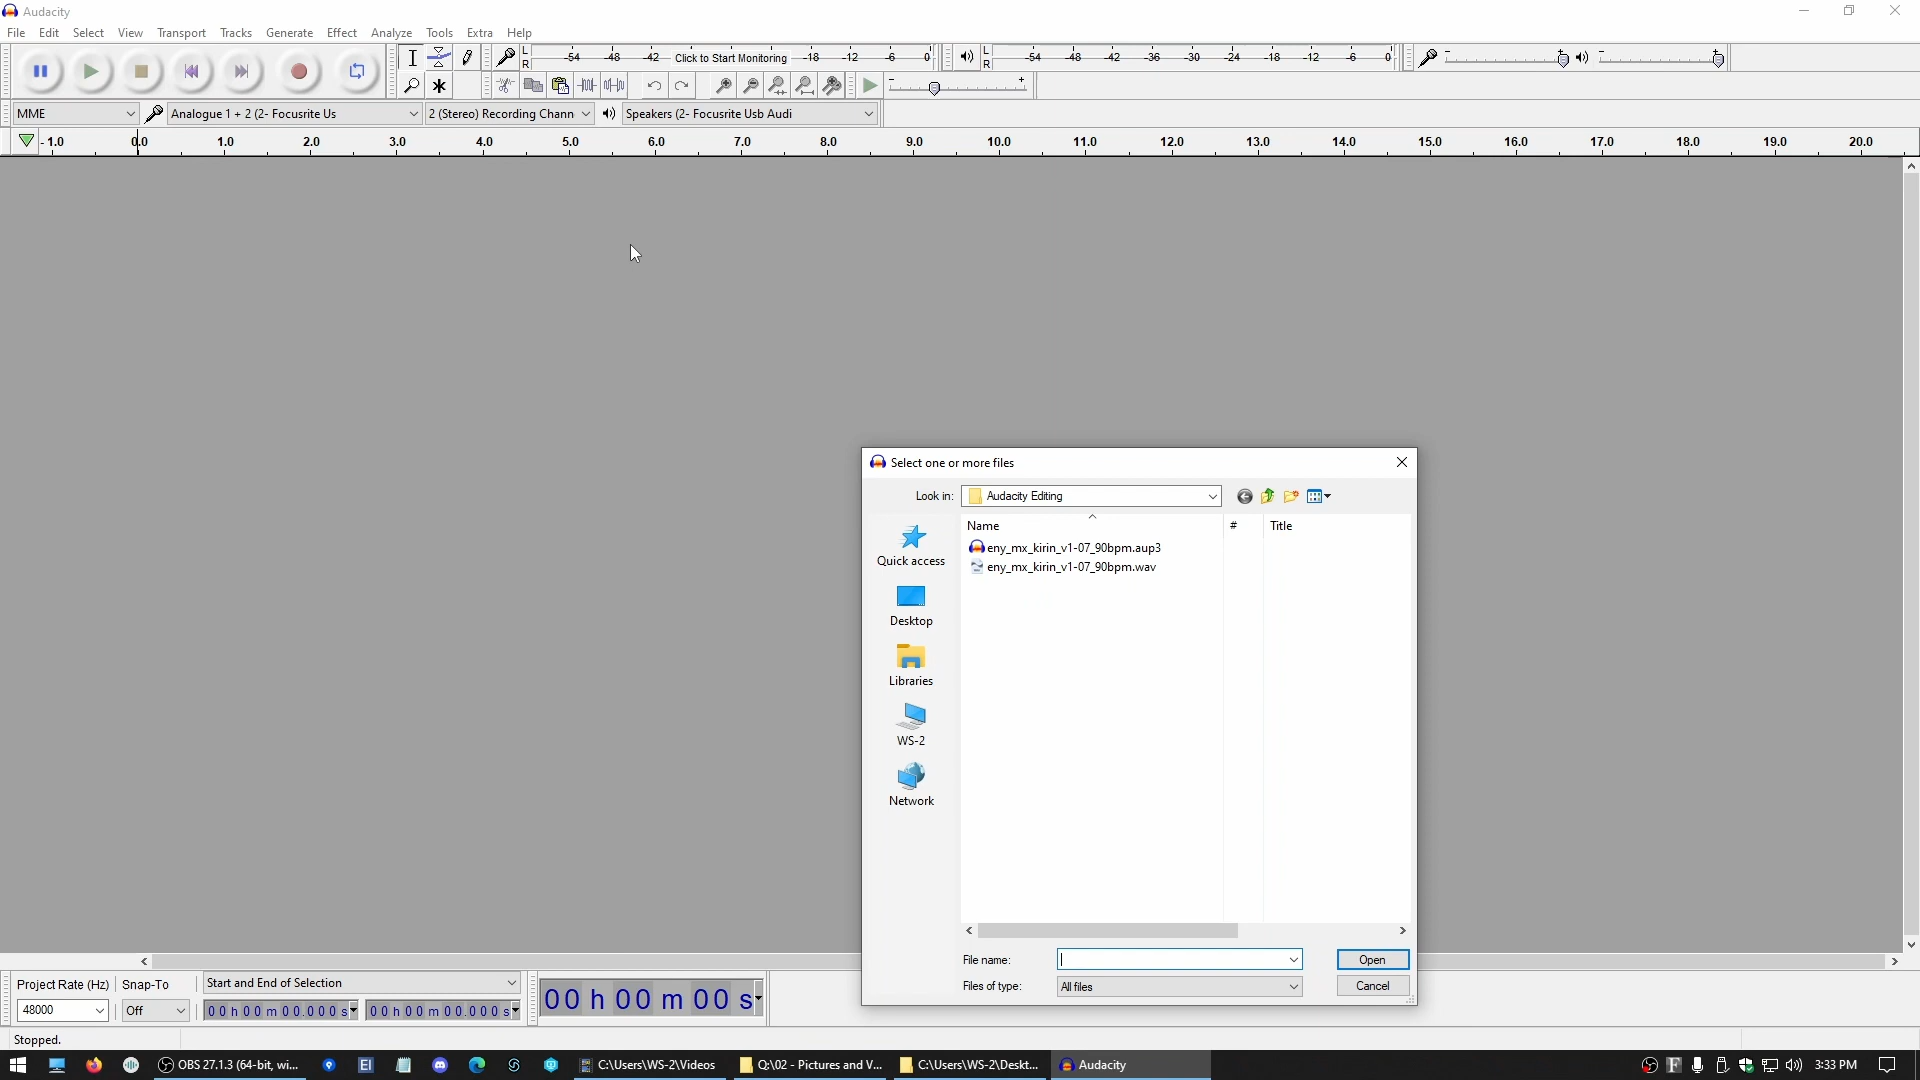 Audacity
File Edit Select View Transport Tracks Generate Effect Analyze Tools Extra Help
L R -54 -48 -42 Click to Start Monitoring -18 -12 -6 0 L R -54 -48 -42 -36 -30 -24 -18 -12 -6 0 - + - +
- +
MME Analogue 1 + 2 (2- Focusrite Us 2 (Stereo) Recording Chann Speakers (2- Focusrite Usb Audi
-1.0 0.0 1.0 2.0 3.0 4.0 5.0 6.0 7.0 8.0 9.0 10.0 11.0 12.0 13.0 14.0 15.0 16.0 17.0 18.0 19.0 20.0
Select one or more files
Look in: Audacity Editing
Name # Title
eny_mx_kirin_v1-07_90bpm.aup3
eny_mx_kirin_v1-07_90bpm.wav
Quick access
Desktop
Libraries
WS-2
Network
File name: Open
Files of type: All files Cancel
Project Rate (Hz) Snap-To Start and End of Selection
48000 Off 00 h 00 m 00.000 s 00 h 00 m 00.000 s 00 h 00 m 00 s
Stopped.
OBS 27.1.3 (64-bit, wi... EI C:\Users\WS-2\Videos Q:\02 - Pictures and V... C:\Users\WS-2\Deskt... Audacity F 3:33 PM